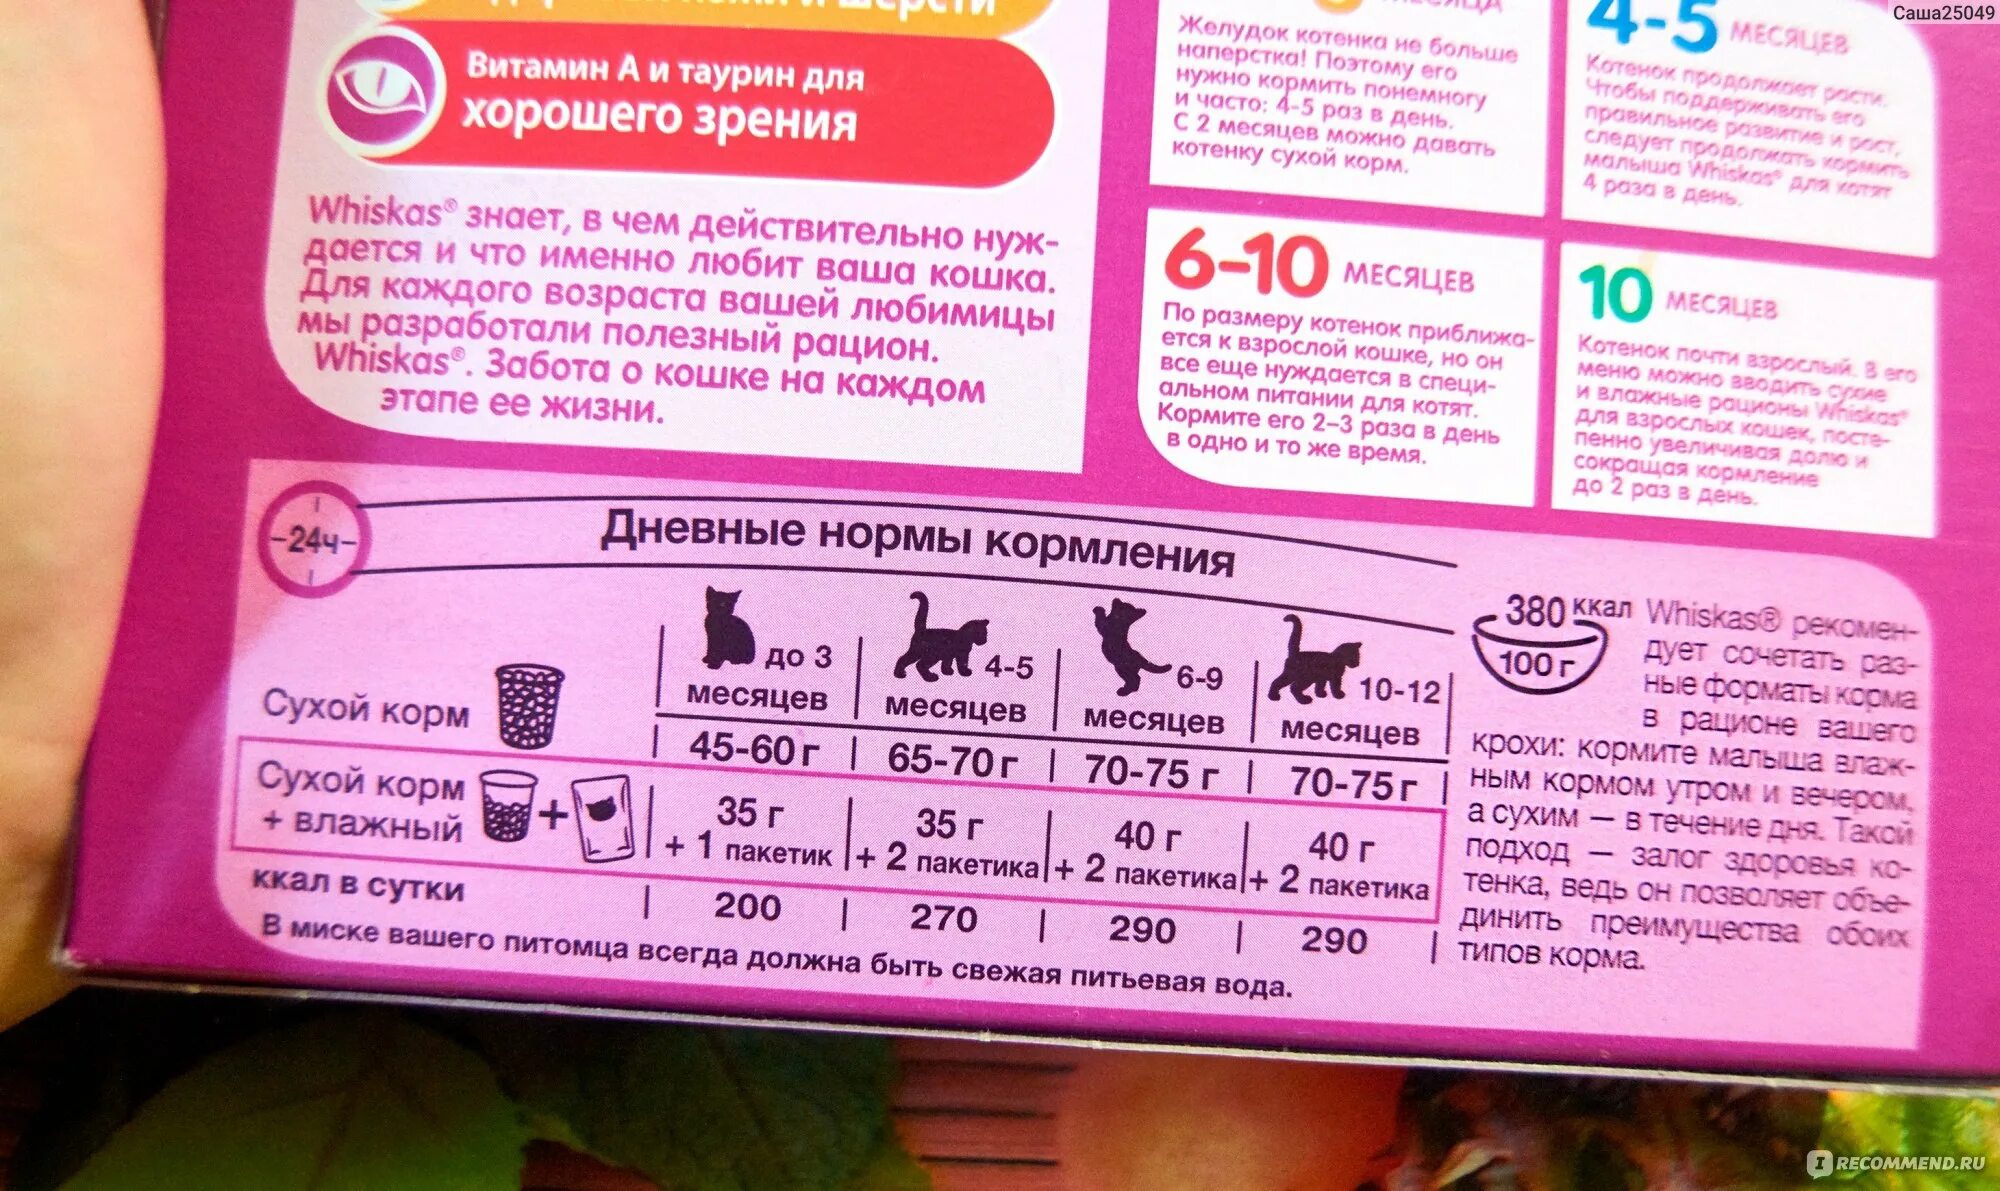 Саша25049
кожи и шерсти
Витамин А и таурин для
хорошего зрения
Whiskas® знает, в чем действительно нуж-
дается и что именно любит ваша кошка.
Для каждого возраста вашей любимицы
мы разработали полезный рацион.
Whiskas®. Забота о кошке на каждом
этапе ее жизни.
МЕСЯЦА
Желудок котенка не больше
наперстка! Поэтому его
нужно кормить понемногу
и часто: 4-5 раз в день.
С 2 месяцев можно давать
котенку сухой корм.
4-5 МЕСЯЦЕВ
Котенок продолжает расти.
Чтобы поддерживать его
правильное развитие и рост,
следует продолжать кормить
малыша Whiskas® для котят
4 раза в день.
6-10 МЕСЯЦЕВ
По размеру котенок приближа-
ется к взрослой кошке, но он
все еще нуждается в специ-
альном питании для котят.
Кормите его 2–3 раза в день
в одно и то же время.
10 МЕСЯЦЕВ
Котенок почти взрослый. В его
меню можно вводить сухие
и влажные рационы Whiskas®
для взрослых кошек, посте-
пенно увеличивая долю и
сокращая кормление
до 2 раз в день.
24ч
Дневные нормы кормления
до 3 месяцев
4-5 месяцев
6-9 месяцев
10-12 месяцев
Сухой корм 45-60 г 65-70 г 70-75 г 70-75 г
Сухой корм + влажный
35 г + 1 пакетик
35 г + 2 пакетика
40 г + 2 пакетика
40 г + 2 пакетика
ккал в сутки 200 270 290 290
В миске вашего питомца всегда должна быть свежая питьевая вода.
380 ккал
100 г
Whiskas® рекомен-
дует сочетать раз-
ные форматы корма
в рационе вашего
крохи: кормите малыша влаж-
ным кормом утром и вечером,
а сухим — в течение дня. Такой
подход — залог здоровья ко-
тенка, ведь он позволяет объе-
динить преимущества обоих
типов корма.
IRECOMMEND.RU